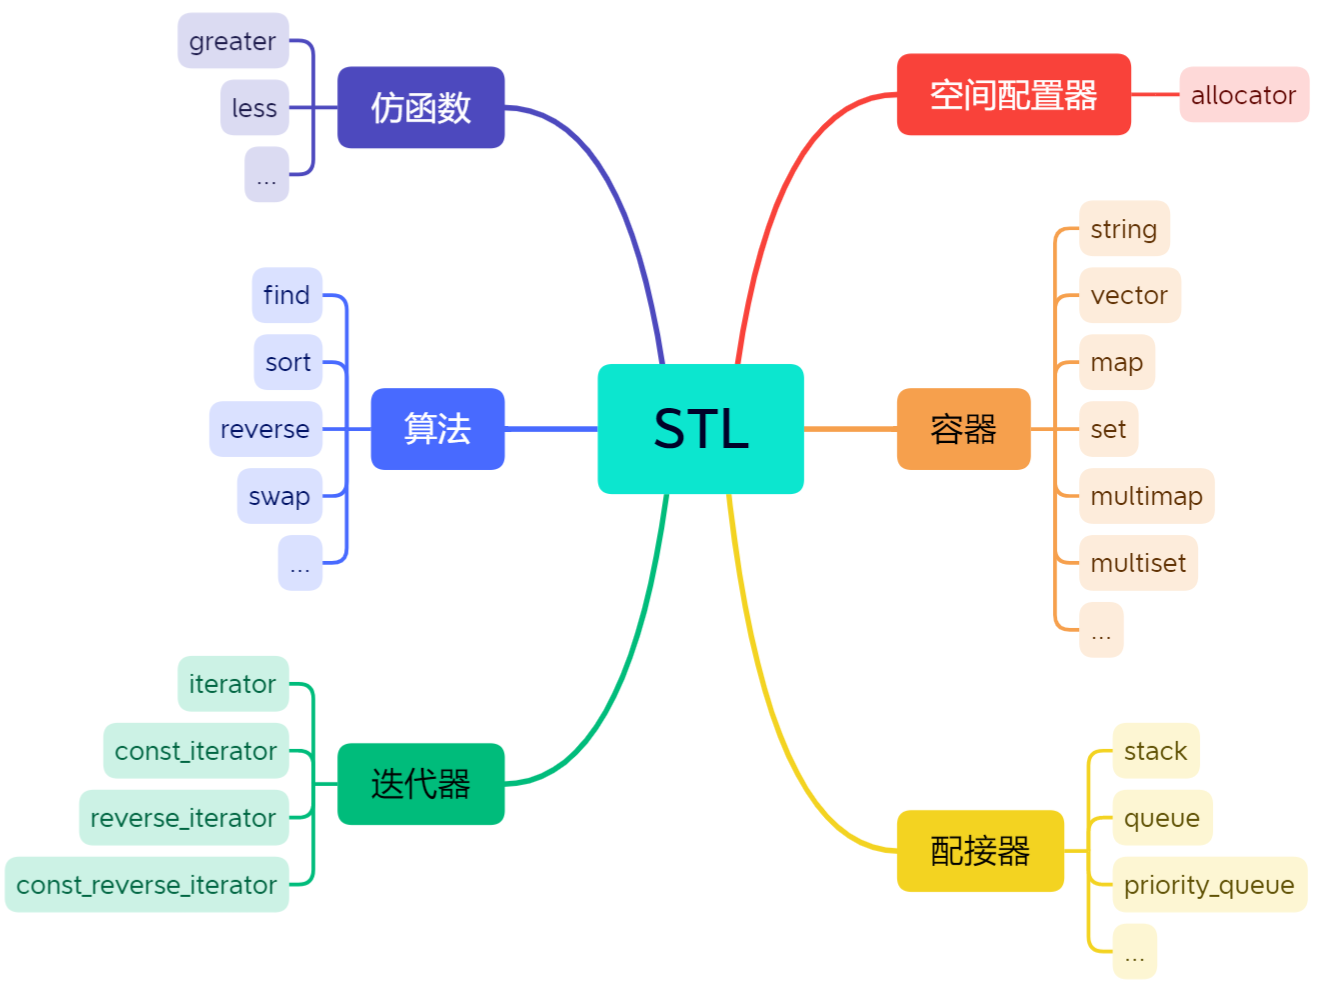 STL
仿函数
greater
less
...
算法
find
sort
reverse
swap
...
迭代器
iterator
const_iterator
reverse_iterator
const_reverse_iterator
空间配置器
allocator
容器
string
vector
map
set
multimap
multiset
...
配接器
stack
queue
priority_queue
...